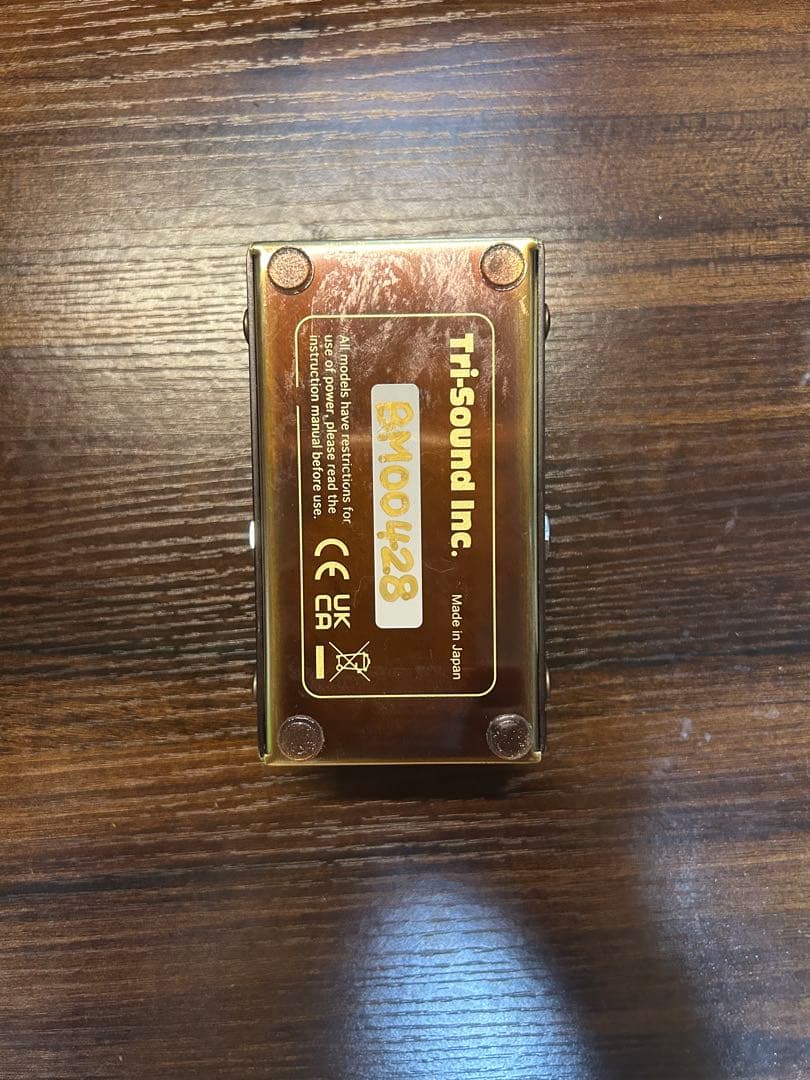 Tri-Sound Inc.
Made in Japan
BM00428
All models have restrictions for
use of power, please read the
instruction manual before use.
CE
UK
CA